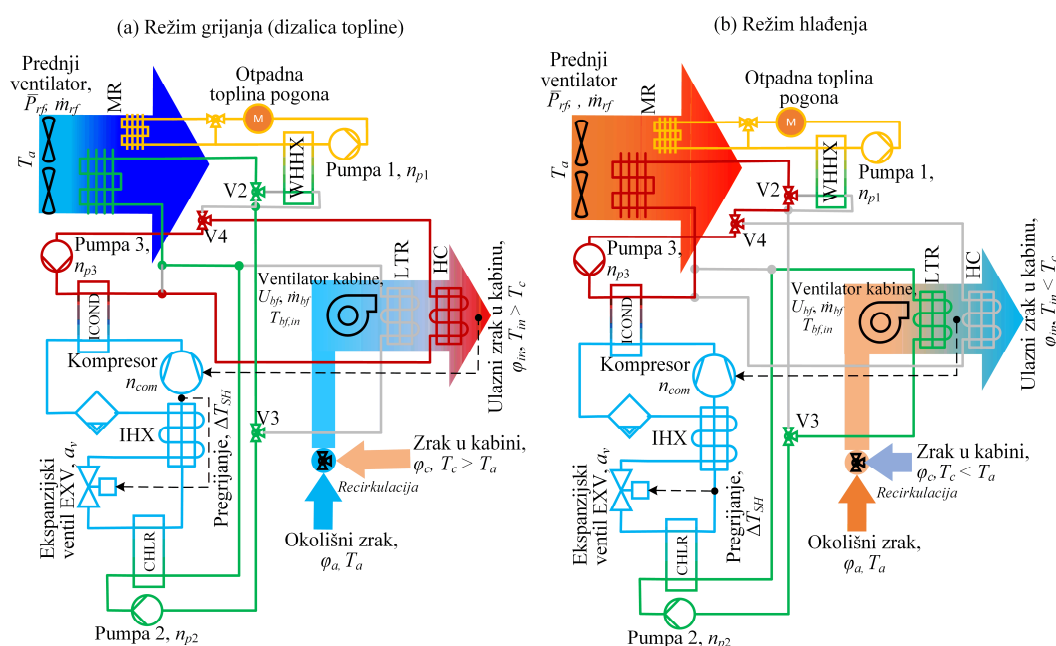 (a) Režim grijanja (dizalica topline)
Prednji
ventilator,
P̅rf, ṁrf
MR
Otpadna
toplina pogona
M
Ta
WHHX
Pumpa 1, np1
V2
V4
Pumpa 3,
np3
ICOND
Ventilator kabine,
Ubf, ṁbf
Tbf,in
LTR
HC
Ulazni zrak u kabinu,
φin, Tin > Tc
Kompresor
ncom
IHX
Pregrijanje, ΔTSH
V3
Ekspanzijski
ventil EXV, av
Zrak u kabini,
φc, Tc > Ta
Recirkulacija
Okolišni zrak,
φa, Ta
CHLR
Pumpa 2, np2
(b) Režim hlađenja
Prednji
ventilator
P̅rf, , ṁrf
MR
Otpadna toplina
pogona
M
Ta
WHHX
Pumpa 1,
np1
V2
V4
Pumpa 3,
np3
ICOND
Ventilator kabine,
Ubf, ṁbf
Tbf,in
LTR
HC
Ulazni zrak u kabinu,
φin, Tin < Tc
Kompresor
ncom
IHX
Pregrijanje,
ΔTSH
V3
Ekspanzijski
ventil EXV, av
Zrak u kabini,
φc, Tc < Ta
Recirkulacija
Okolišni zrak,
φa, Ta
CHLR
Pumpa 2, np2